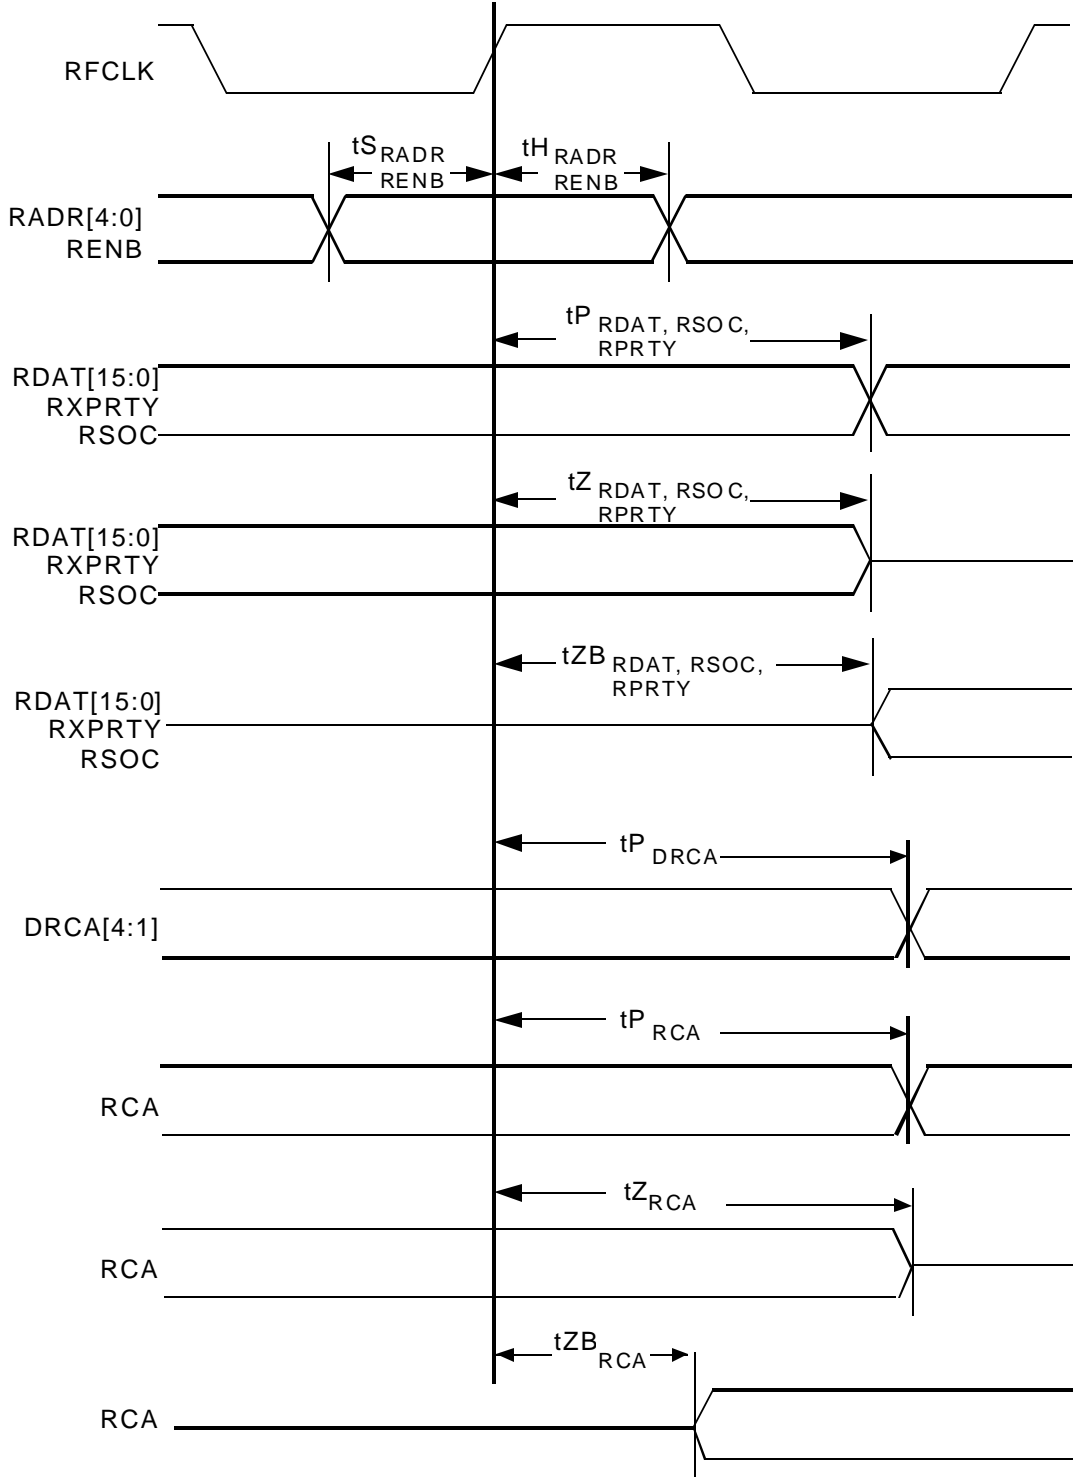 RFCLK
tS RADR RENB
tH RADR RENB
RADR[4:0]
RENB
tP RDAT, RSOC, RPRTY
RDAT[15:0]
RXPRTY
RSOC
tZ RDAT, RSOC, RPRTY
RDAT[15:0]
RXPRTY
RSOC
tZB RDAT, RSOC, RPRTY
RDAT[15:0]
RXPRTY
RSOC
tP DRCA
DRCA[4:1]
tP RCA
RCA
tZ RCA
RCA
tZB RCA
RCA